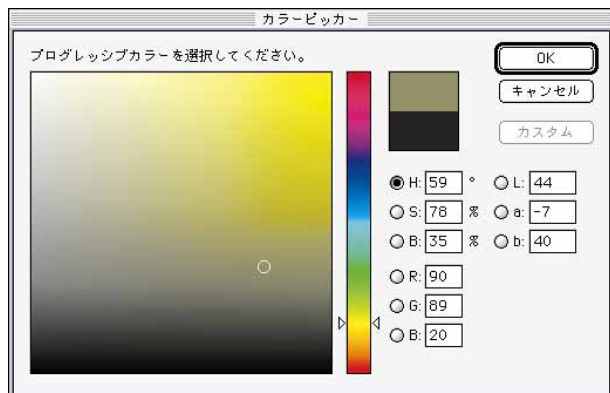 カラーピッカー
プログレッシブカラーを選択してください。
OK
キャンセル
カスタム
H: 59 °
S: 78 %
B: 35 %
R: 90
G: 89
B: 20
L: 44
a: -7
b: 40